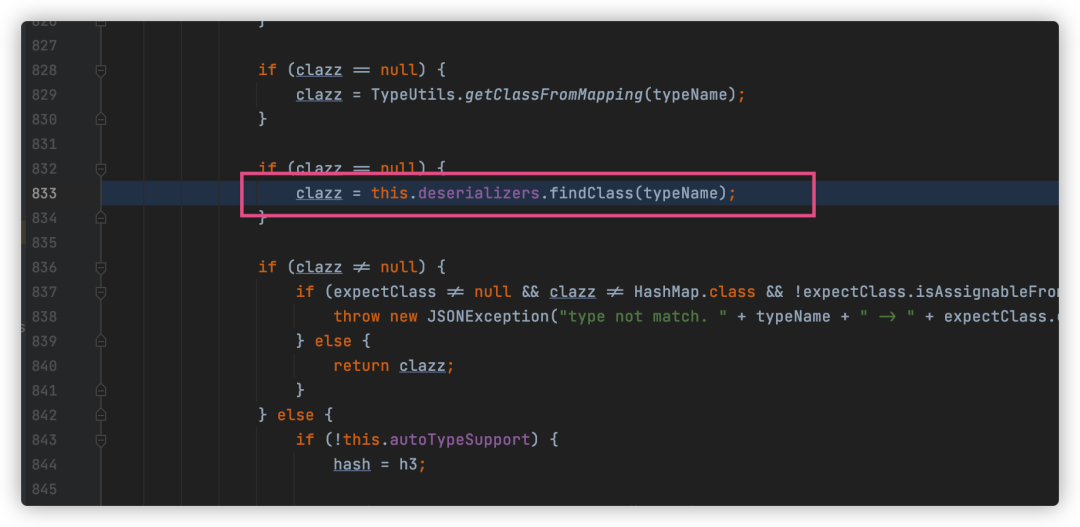 826 }
827
828 if (clazz == null) {
829 clazz = TypeUtils.getClassFromMapping(typeName);
830 }
831
832 if (clazz == null) {
833 clazz = this.deserializers.findClass(typeName);
834 }
835
836 if (clazz ≠ null) {
837 if (expectClass ≠ null && clazz ≠ HashMap.class && !expectClass.isAssignableFro
838 throw new JSONException("type not match. " + typeName + " → " + expectClass.
839 } else {
840 return clazz;
841 }
842 } else {
843 if (!this.autoTypeSupport) {
844 hash = h3;
845